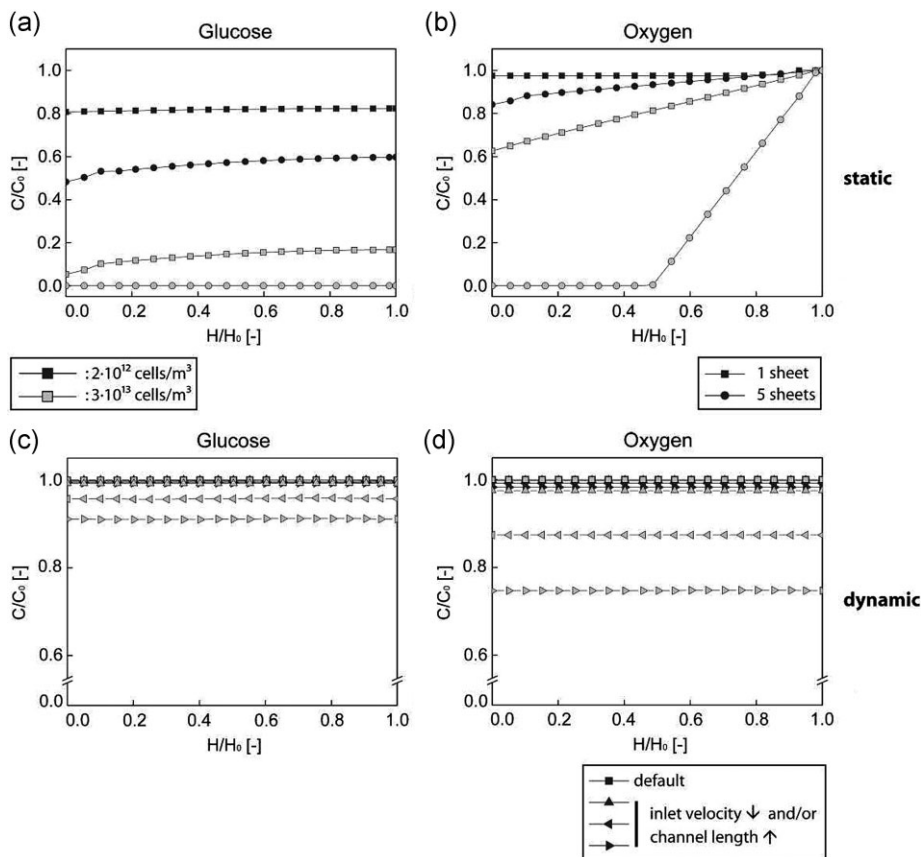 (a)
Glucose
1.0
0.8
0.6
0.4
0.2
0.0
C/C₀ [-]
0.0 0.2 0.4 0.6 0.8 1.0
H/H₀ [-]
(b)
Oxygen
1.0
0.8
0.6
0.4
0.2
0.0
C/C₀ [-]
0.0 0.2 0.4 0.6 0.8 1.0
H/H₀ [-]
static
:2·10¹² cells/m³
:3·10¹³ cells/m³
1 sheet
5 sheets
(c)
Glucose
1.0
0.8
0.6
0.0
C/C₀ [-]
0.0 0.2 0.4 0.6 0.8 1.0
H/H₀ [-]
(d)
Oxygen
1.0
0.8
0.6
0.0
C/C₀ [-]
0.0 0.2 0.4 0.6 0.8 1.0
H/H₀ [-]
dynamic
default
inlet velocity ↓ and/or
channel length ↑